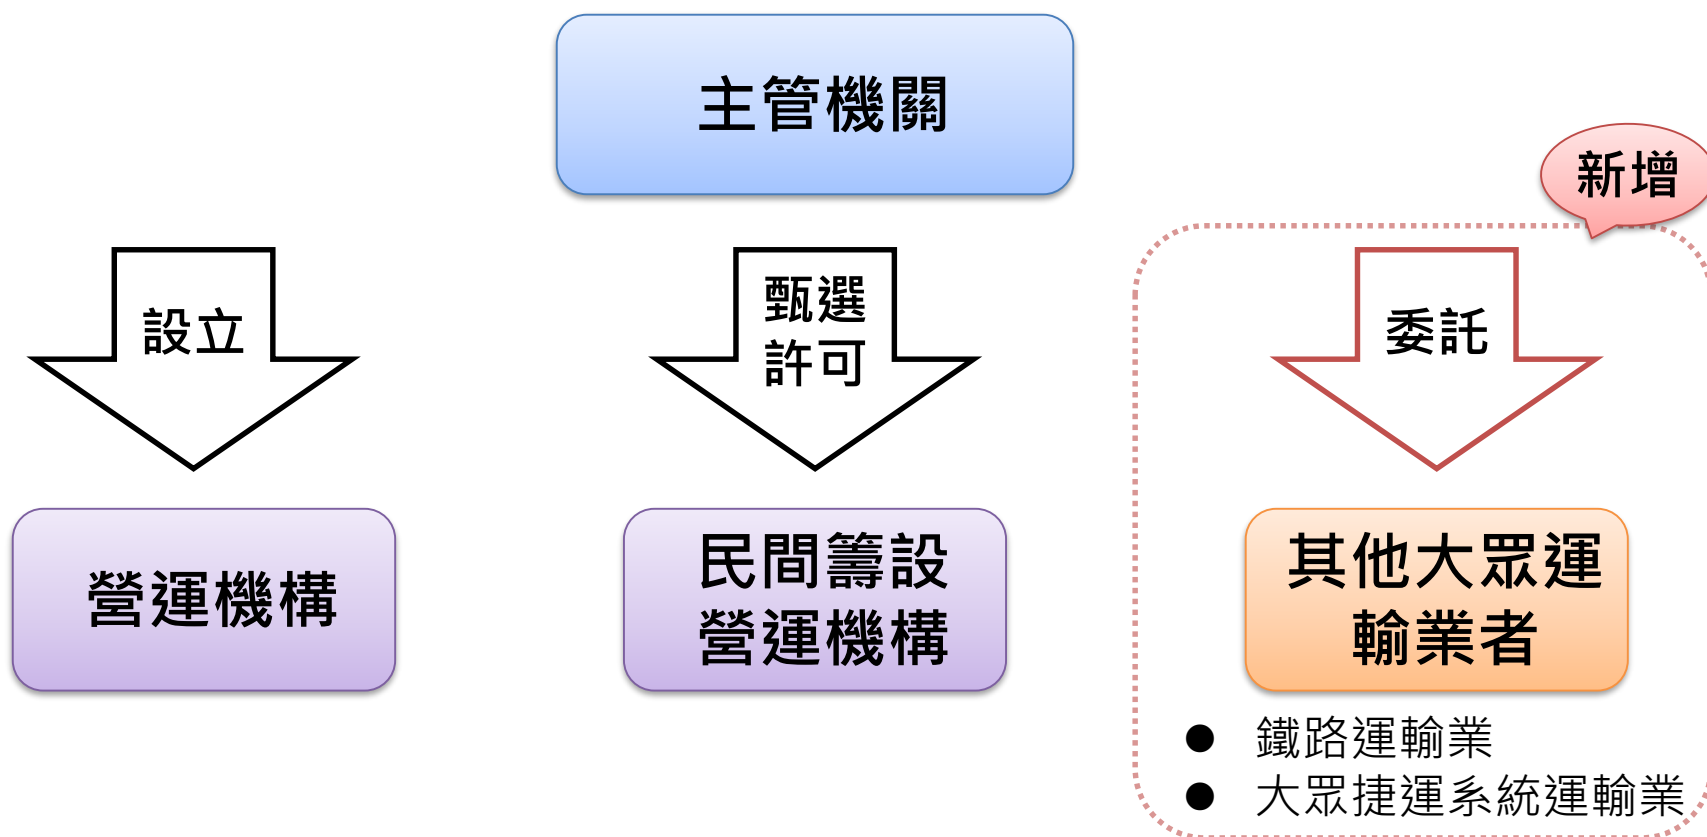 主管機關
新增
設立
甄選
許可
委託
營運機構
民間籌設
營運機構
其他大眾運
輸業者
● 鐵路運輸業
● 大眾捷運系統運輸業